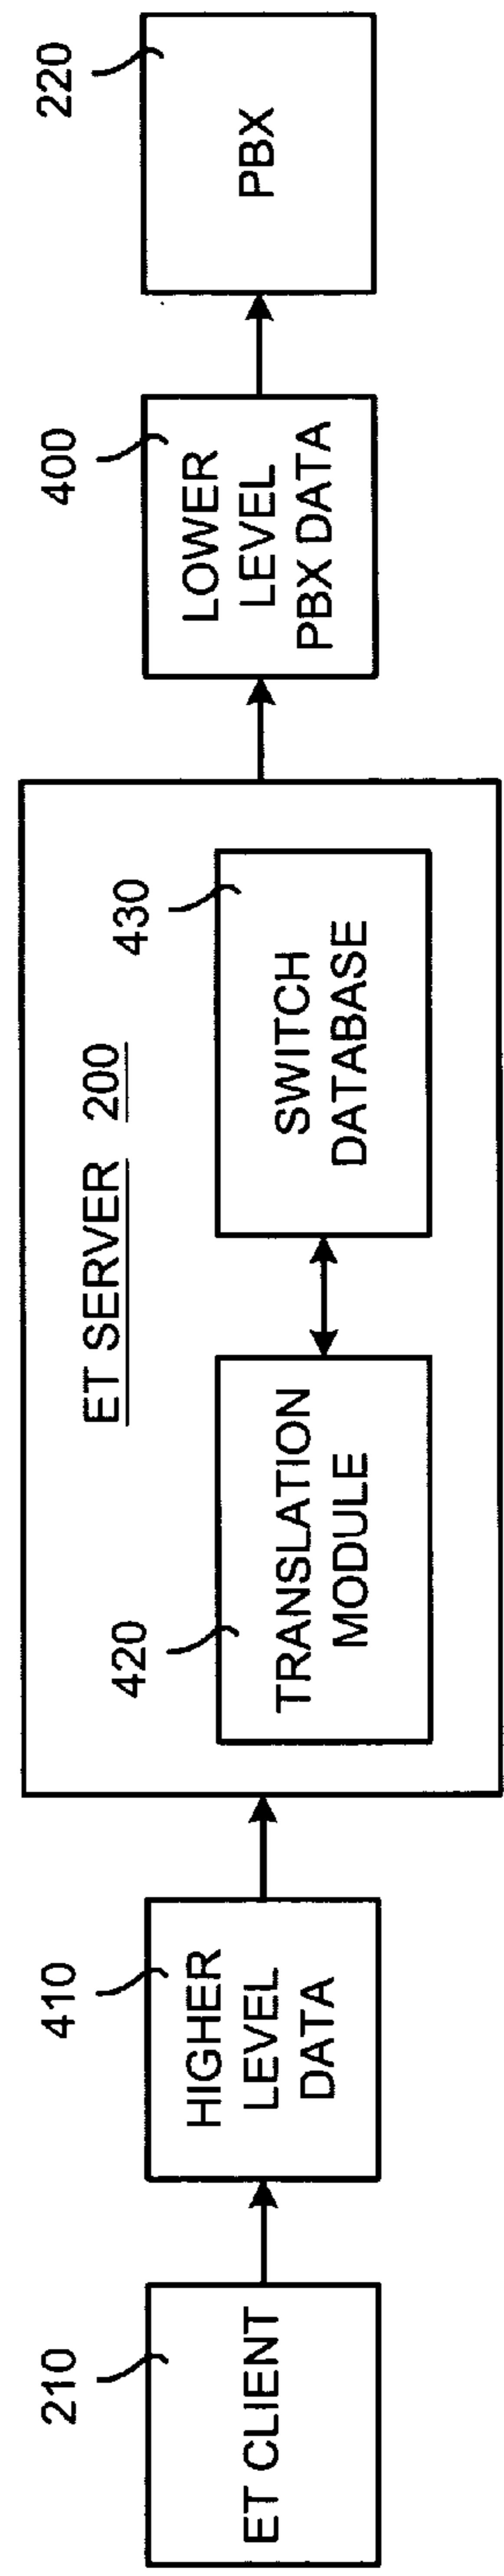 210
ET CLIENT
410
HIGHER
LEVEL
DATA
ET SERVER 200
420
TRANSLATION
MODULE
430
SWITCH
DATABASE
400
LOWER
LEVEL
PBX DATA
220
PBX